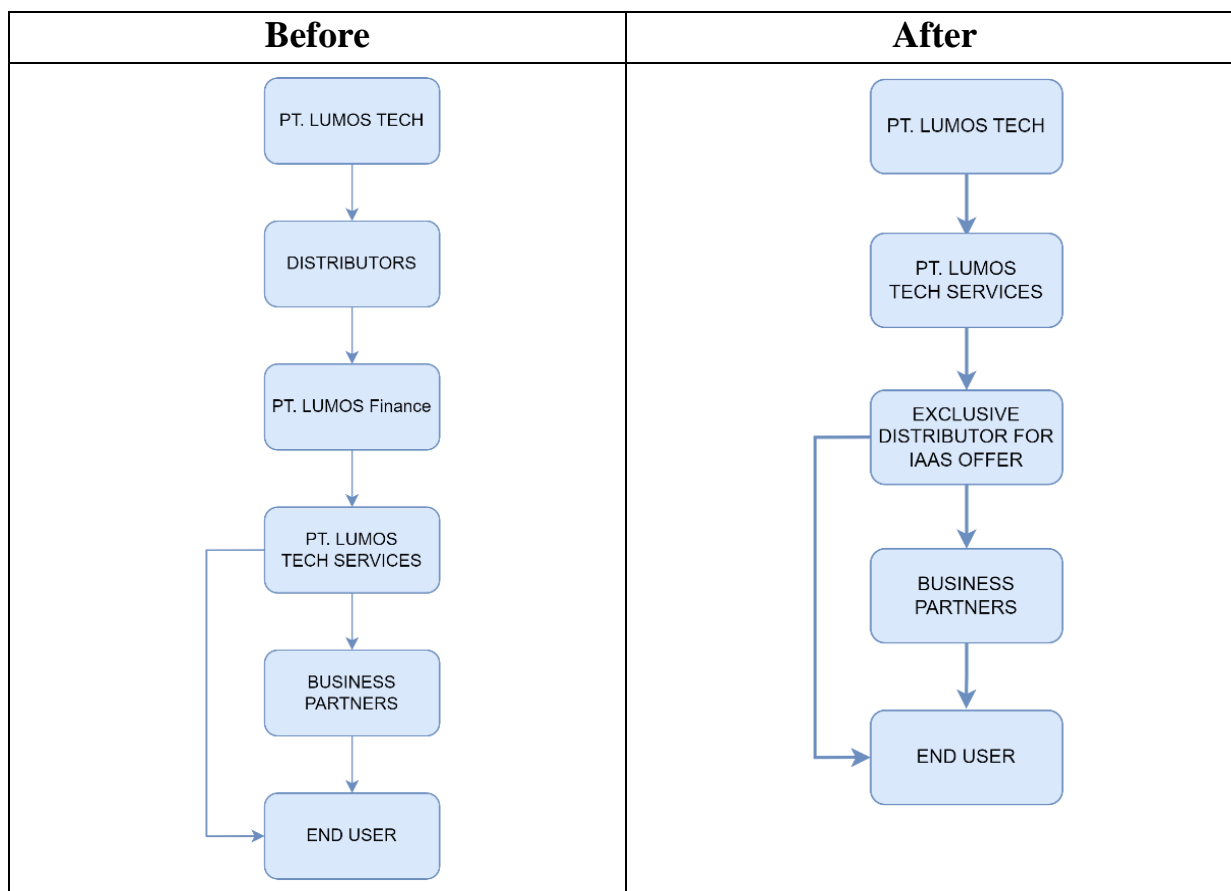 Before
After
PT. LUMOS TECH
DISTRIBUTORS
PT. LUMOS Finance
PT. LUMOS
TECH SERVICES
BUSINESS
PARTNERS
END USER
PT. LUMOS TECH
PT. LUMOS
TECH SERVICES
EXCLUSIVE
DISTRIBUTOR FOR
IAAS OFFER
BUSINESS
PARTNERS
END USER